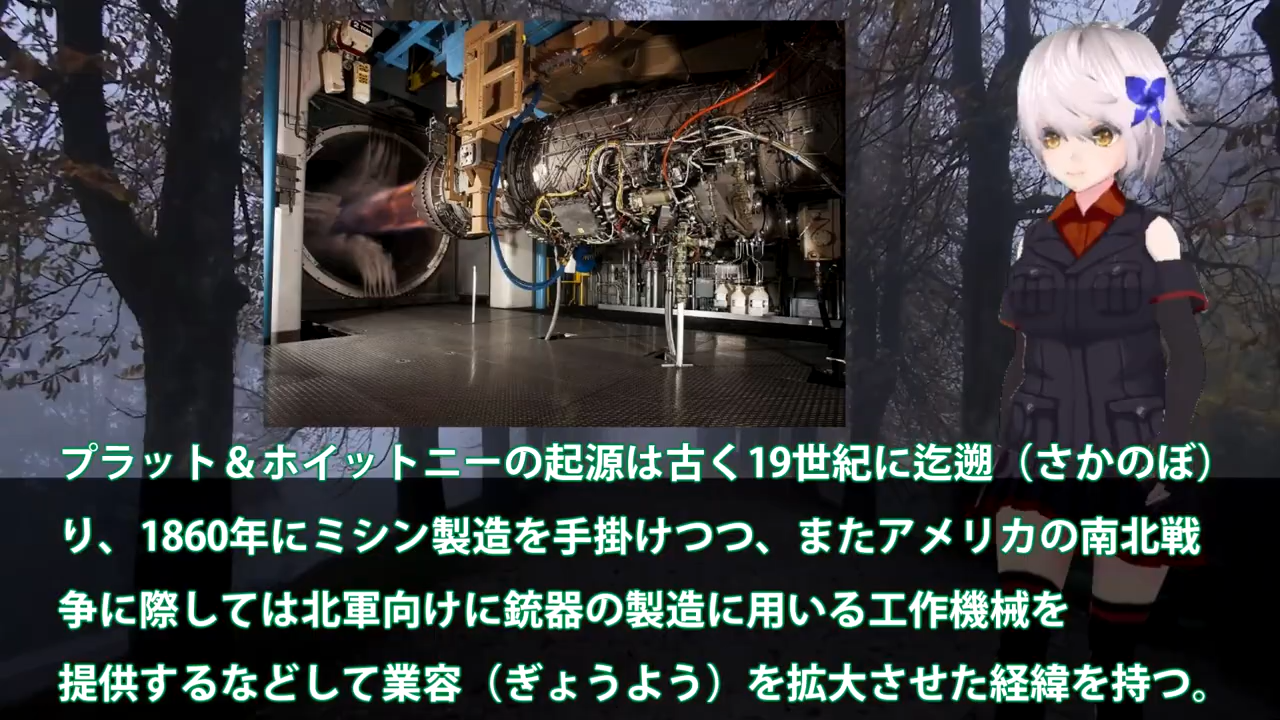 プラット＆ホイットニーの起源は古く19世紀に迄遡（さかのぼ）
り、1860年にミシン製造を手掛けつつ、またアメリカの南北戦
争に際しては北軍向けに銃器の製造に用いる工作機械を
提供するなどして業容（ぎょうよう）を拡大させた経緯を持つ。